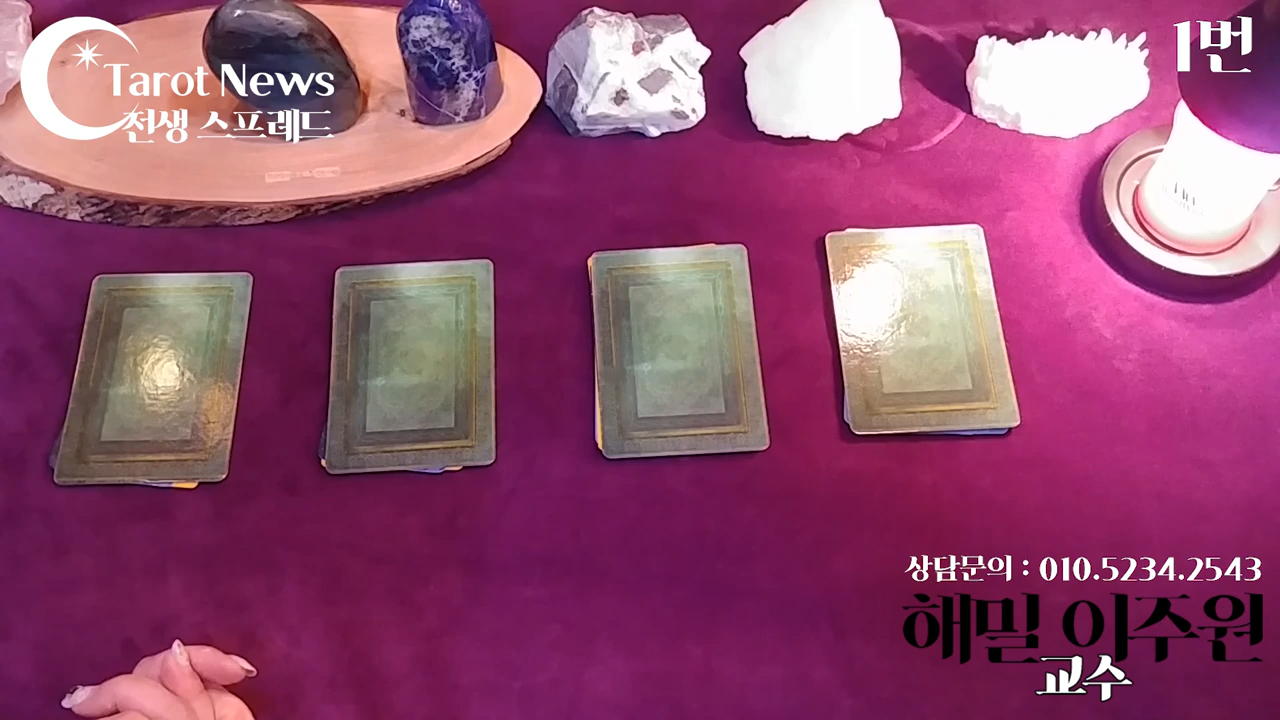 Tarot News
전생 스프레드
1번
상담문의 : 010.5234.2543
해밀 이주원
교수